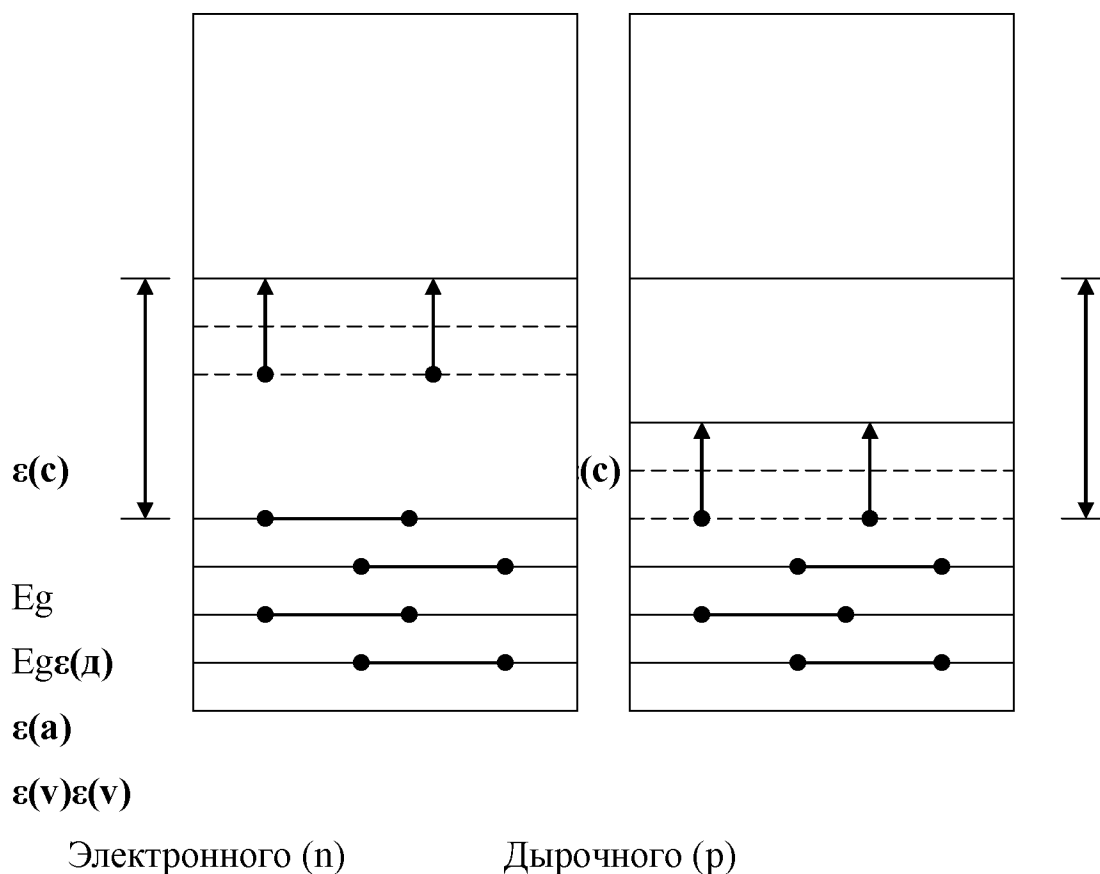 ε(c) (c)
Eg
Egε(д)
ε(a)
ε(v)ε(v)
Электронного (n) Дырочного (p)